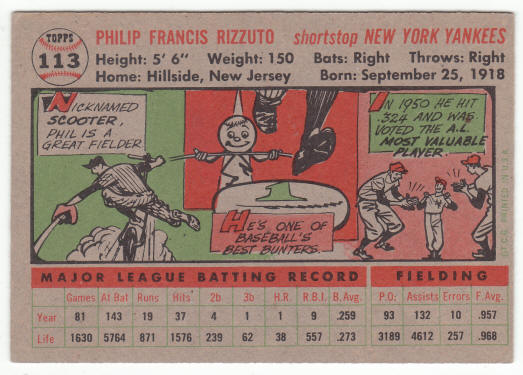 TOPPS
113
PHILIP FRANCIS RIZZUTO shortstop NEW YORK YANKEES
Height: 5' 6" Weight: 150 Bats: Right Throws: Right
Home: Hillside, New Jersey Born: September 25, 1918
NICKNAMED
SCOOTER,
PHIL IS A
GREAT FIELDER.
1
HE'S ONE OF
BASEBALL'S
BEST BUNTERS.
IN 1950 HE HIT
.324 AND WAS
VOTED THE A.L.
MOST VALUABLE
PLAYER.
©T.C.G. PRINTED IN U.S.A.
MAJOR LEAGUE BATTING RECORD FIELDING
Games At Bat Runs Hits 2b 3b H.R. R.B.I. B. Avg. P.O. Assists Errors F. Avg.
Year 81 143 19 37 4 1 1 9 .259 93 132 10 .957
Life 1630 5764 871 1576 239 62 38 557 .273 3189 4612 257 .968